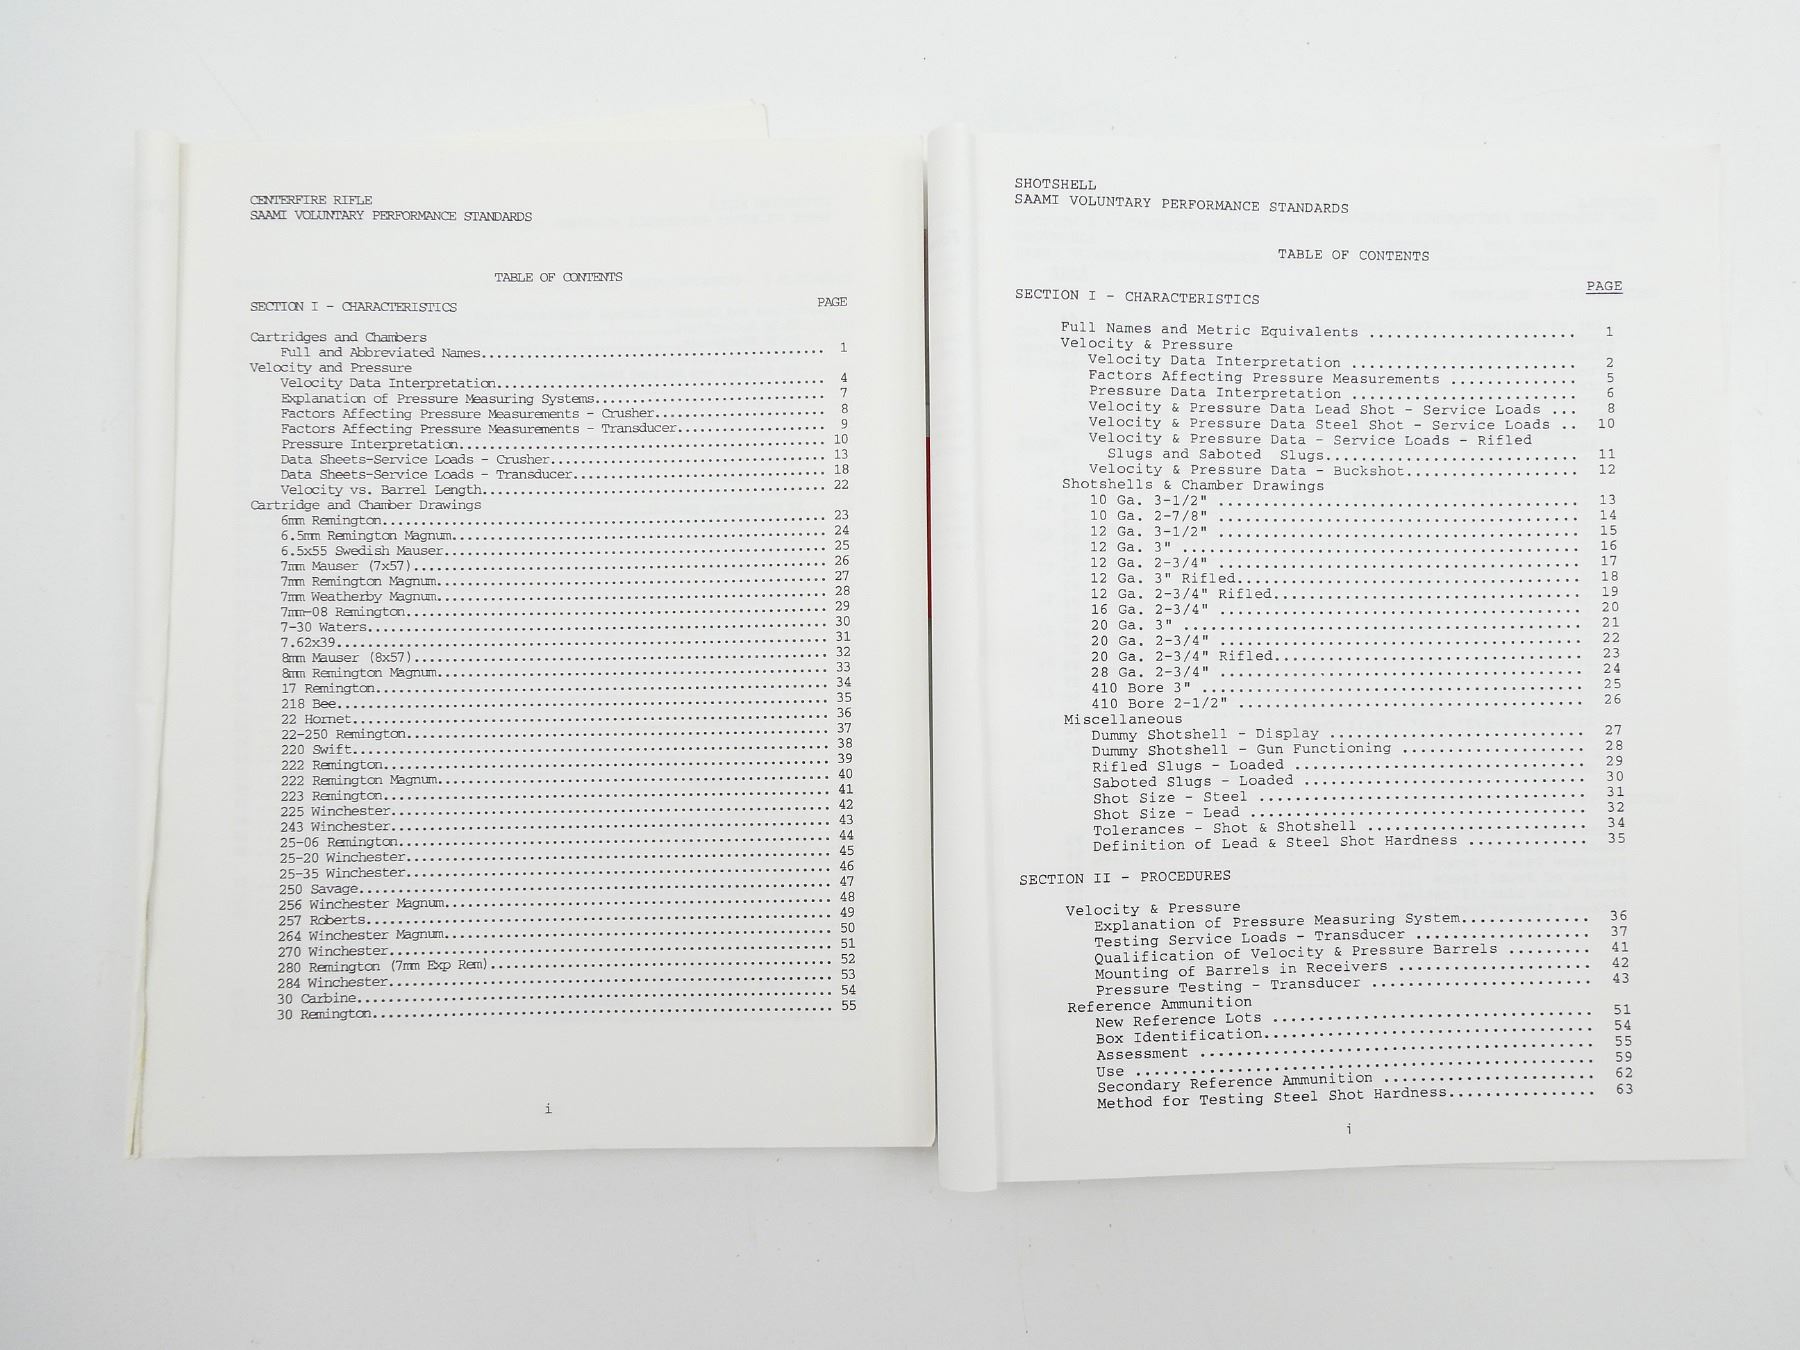 CENTERFIRE RIFLE
SAAMI VOLUNTARY PERFORMANCE STANDARDS
TABLE OF CONTENTS
SECTION I - CHARACTERISTICS PAGE
Cartridges and Chambers
Full and Abbreviated Names............................................. 1
Velocity and Pressure
Velocity Data Interpretation........................................... 4
Explanation of Pressure Measuring Systems.............................. 7
Factors Affecting Pressure Measurements - Crusher...................... 8
Factors Affecting Pressure Measurements - Transducer................... 9
Pressure Interpretation................................................ 10
Data Sheets-Service Loads - Crusher.................................... 13
Data Sheets-Service Loads - Transducer................................. 18
Velocity vs. Barrel Length............................................. 22
Cartridge and Chamber Drawings
6mm Remington.......................................................... 23
6.5mm Remington Magnum................................................. 24
6.5x55 Swedish Mauser.................................................. 25
7mm Mauser (7x57)...................................................... 26
7mm Remington Magnum................................................... 27
7mm Weatherby Magnum................................................... 28
7mm-08 Remington....................................................... 29
7-30 Waters............................................................ 30
7.62x39................................................................ 31
8mm Mauser (8x57)...................................................... 32
8mm Remington Magnum................................................... 33
17 Remington........................................................... 34
218 Bee................................................................ 35
22 Hornet.............................................................. 36
22-250 Remington....................................................... 37
220 Swift.............................................................. 38
222 Remington.......................................................... 39
222 Remington Magnum................................................... 40
223 Remington.......................................................... 41
225 Winchester......................................................... 42
243 Winchester......................................................... 43
25-06 Remington........................................................ 44
25-20 Winchester....................................................... 45
25-35 Winchester....................................................... 46
250 Savage............................................................. 47
256 Winchester Magnum.................................................. 48
257 Roberts............................................................ 49
264 Winchester Magnum.................................................. 50
270 Winchester......................................................... 51
280 Remington (7mm Exp Rem)............................................ 52
284 Winchester......................................................... 53
30 Carbine............................................................. 54
30 Remington........................................................... 55
i
SHOTSHELL
SAAMI VOLUNTARY PERFORMANCE STANDARDS
TABLE OF CONTENTS
PAGE
SECTION I - CHARACTERISTICS
Full Names and Metric Equivalents ....................... 1
Velocity & Pressure
Velocity Data Interpretation ......................... 2
Factors Affecting Pressure Measurements .............. 5
Pressure Data Interpretation ......................... 6
Velocity & Pressure Data Lead Shot - Service Loads ... 8
Velocity & Pressure Data Steel Shot - Service Loads .. 10
Velocity & Pressure Data - Service Loads - Rifled
Slugs and Saboted Slugs............................ 11
Velocity & Pressure Data - Buckshot................... 12
Shotshells & Chamber Drawings
10 Ga. 3-1/2" ........................................ 13
10 Ga. 2-7/8" ........................................ 14
12 Ga. 3-1/2" ........................................ 15
12 Ga. 3" ............................................ 16
12 Ga. 2-3/4" ........................................ 17
12 Ga. 3" Rifled...................................... 18
12 Ga. 2-3/4" Rifled.................................. 19
16 Ga. 2-3/4" ........................................ 20
20 Ga. 3" ............................................ 21
20 Ga. 2-3/4" ........................................ 22
20 Ga. 2-3/4" Rifled.................................. 23
28 Ga. 2-3/4" ........................................ 24
410 Bore 3" .......................................... 25
410 Bore 2-1/2" ...................................... 26
Miscellaneous
Dummy Shotshell - Display ............................ 27
Dummy Shotshell - Gun Functioning .................... 28
Rifled Slugs - Loaded ................................ 29
Saboted Slugs - Loaded ............................... 30
Shot Size - Steel .................................... 31
Shot Size - Lead ..................................... 32
Tolerances - Shot & Shotshell ........................ 34
Definition of Lead & Steel Shot Hardness ............. 35
SECTION II - PROCEDURES
Velocity & Pressure
Explanation of Pressure Measuring System.............. 36
Testing Service Loads - Transducer ................... 37
Qualification of Velocity & Pressure Barrels ......... 41
Mounting of Barrels in Receivers ..................... 42
Pressure Testing - Transducer ........................ 43
Reference Ammunition
New Reference Lots ................................... 51
Box Identification.................................... 54
Assessment ........................................... 55
Use .................................................. 59
Secondary Reference Ammunition ....................... 62
Method for Testing Steel Shot Hardness................ 63
i